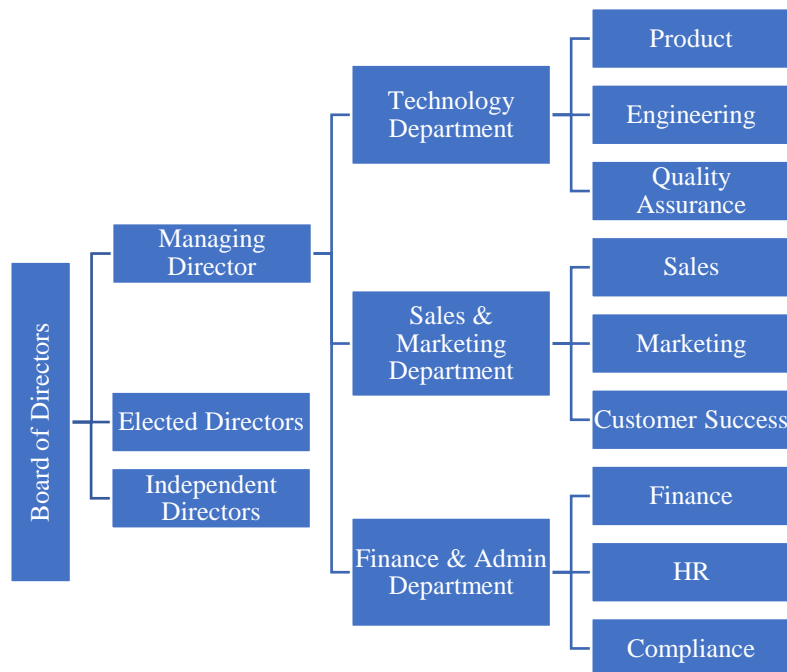 Board of Directors
Managing
Director
Elected Directors
Independent
Directors
Technology
Department
Sales &
Marketing
Department
Finance & Admin
Department
Product
Engineering
Quality
Assurance
Sales
Marketing
Customer Success
Finance
HR
Compliance